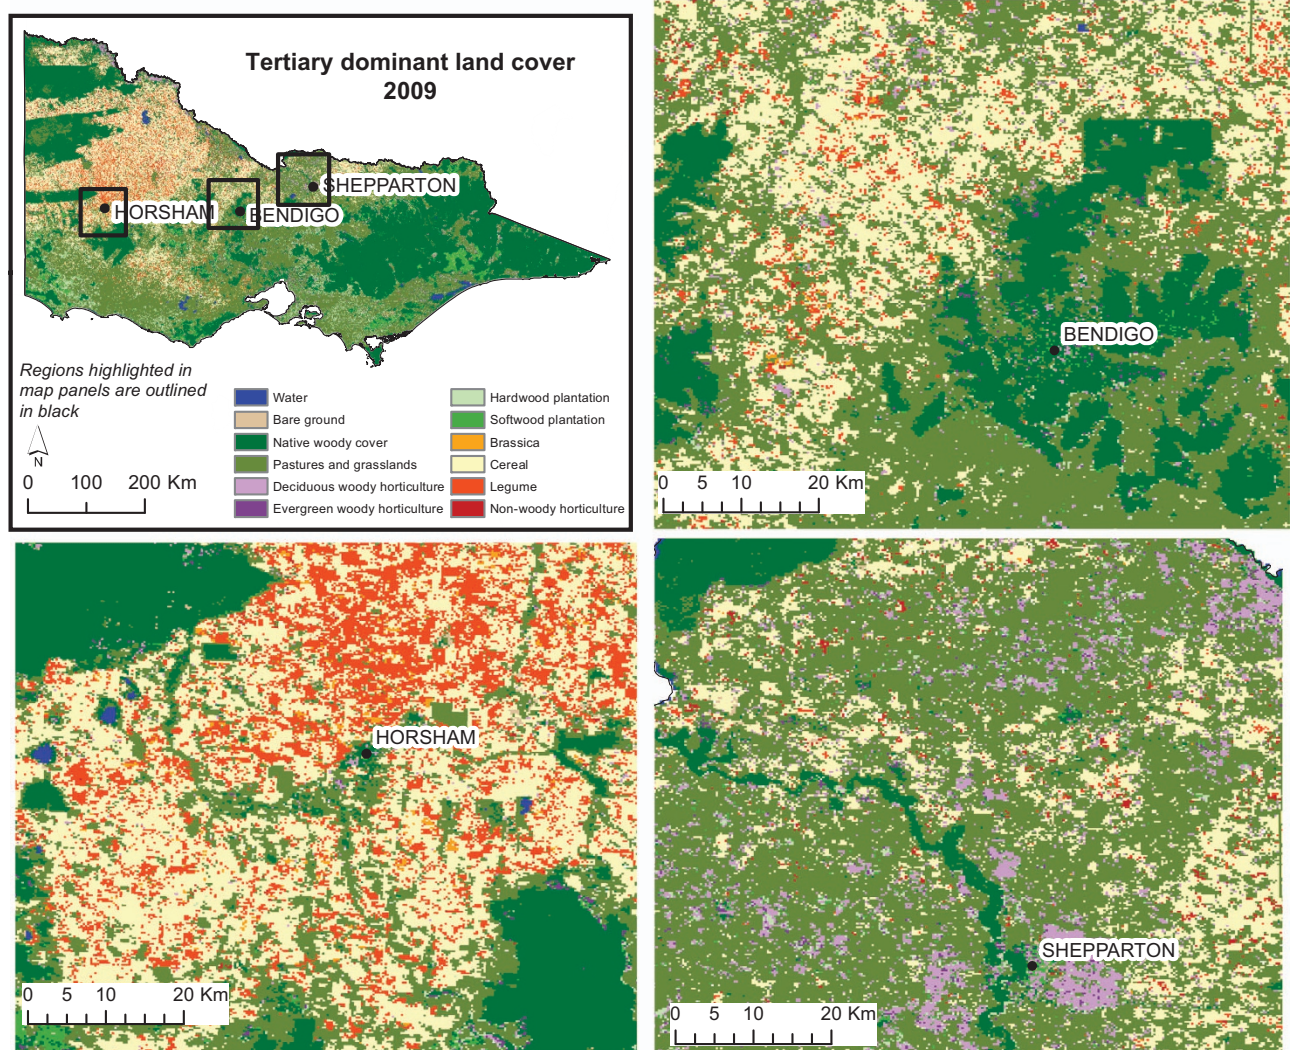 Tertiary dominant land cover
2009
SHEPPARTON
HORSHAM
BENDIGO
Regions highlighted in
map panels are outlined
in black
N
0 100 200 Km
Water
Bare ground
Native woody cover
Pastures and grasslands
Deciduous woody horticulture
Evergreen woody horticulture
Hardwood plantation
Softwood plantation
Brassica
Cereal
Legume
Non-woody horticulture
BENDIGO
0 5 10 20 Km
HORSHAM
0 5 10 20 Km
SHEPPARTON
0 5 10 20 Km